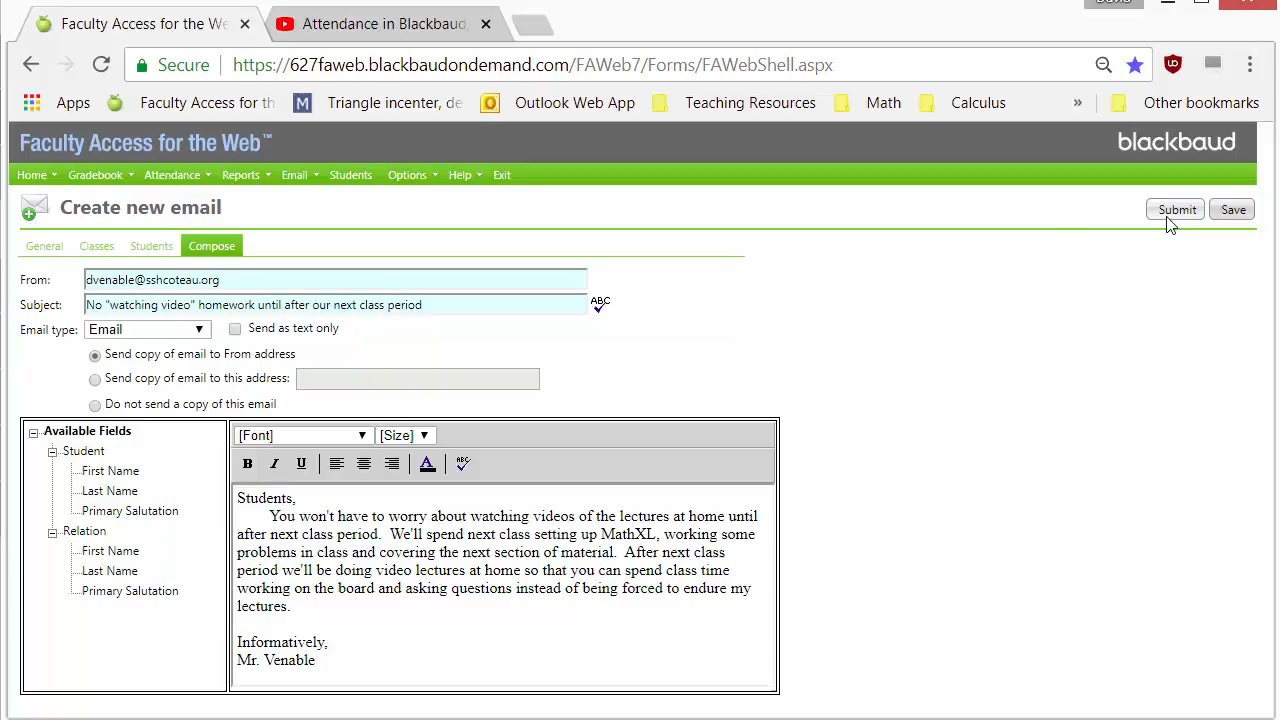 Faculty Access for the We
Attendance in Blackbaud,
Secure
https://627faweb.blackbaudondemand.com/FAWeb7/Forms/FAWebShell.aspx
Apps
Faculty Access for th
M
Triangle incenter, de
Outlook Web App
Teaching Resources
Math
Calculus
»
Other bookmarks
Faculty Access for the Web™
blackbaud
Home
Gradebook
Attendance
Reports
Email
Students
Options
Help
Exit
Create new email
Submit
Save
General
Classes
Students
Compose
From:
dvenable@sshcoteau.org
Subject:
No "watching video" homework until after our next class period
ABC
Email type:
Email
Send as text only
Send copy of email to From address
Send copy of email to this address:
Do not send a copy of this email
Available Fields
Student
First Name
Last Name
Primary Salutation
Relation
First Name
Last Name
Primary Salutation
[Font]
[Size]
B
I
U
A
ABC
Students,
You won't have to worry about watching videos of the lectures at home until
after next class period. We'll spend next class setting up MathXL, working some
problems in class and covering the next section of material. After next class
period we'll be doing video lectures at home so that you can spend class time
working on the board and asking questions instead of being forced to endure my
lectures.
Informatively,
Mr. Venable